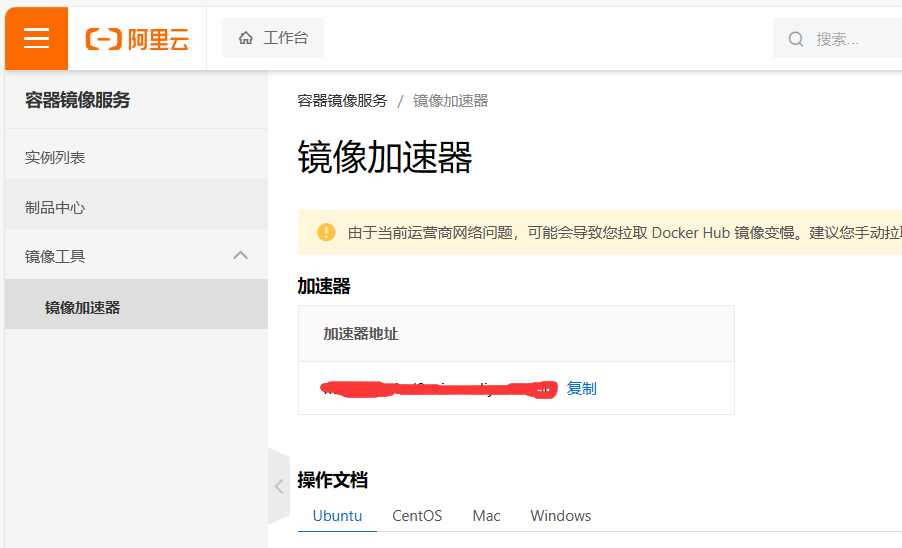 阿里云
工作台
搜索...
容器镜像服务
实例列表
制品中心
镜像工具
镜像加速器
容器镜像服务 / 镜像加速器
镜像加速器
由于当前运营商网络问题，可能会导致您拉取 Docker Hub 镜像变慢。建议您手动拉
加速器
加速器地址
复制
操作文档
Ubuntu CentOS Mac Windows